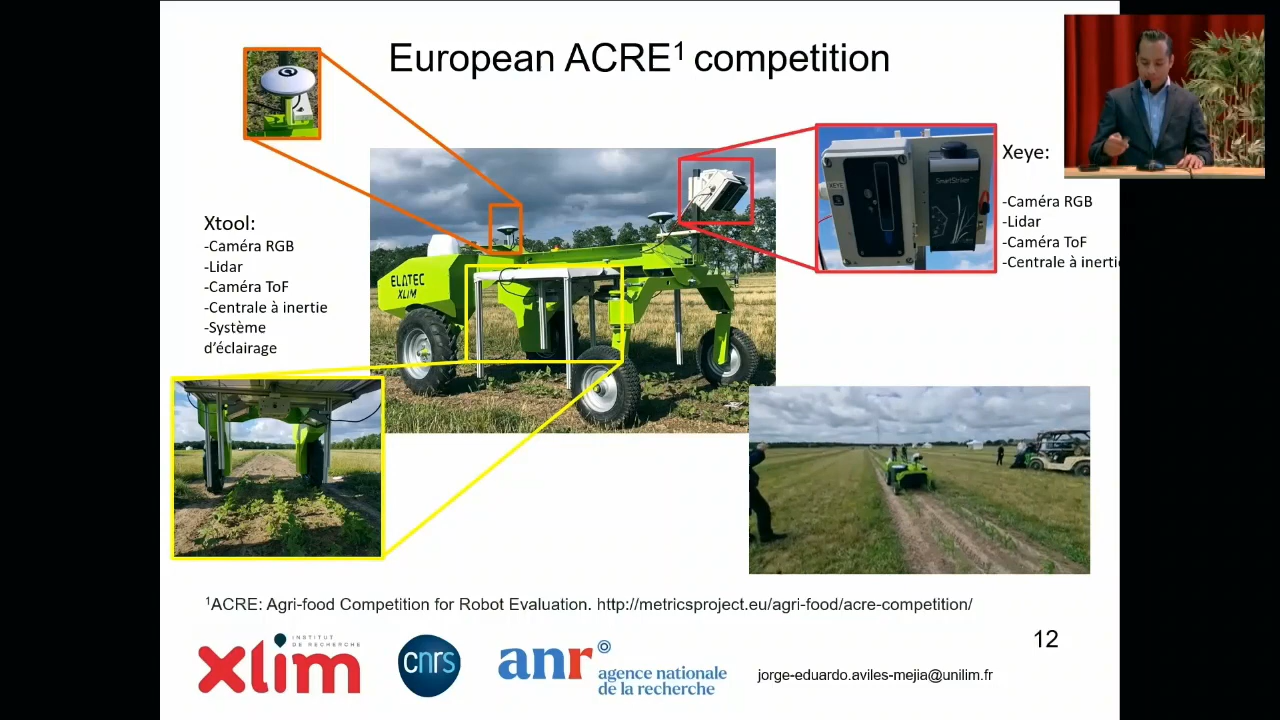 European ACRE¹ competition
Xeye:
-Caméra RGB
-Lidar
-Caméra ToF
-Centrale à inerti
Xtool:
-Caméra RGB
-Lidar
-Caméra ToF
-Centrale à inertie
-Système
d'éclairage
ELATEC
XLIM
XEYE
SmartStriker
¹ACRE: Agri-food Competition for Robot Evaluation. http://metricsproject.eu/agri-food/acre-competition/
12
INSTITUT
DE RECHERCHE
xlim
cnrs
anr
agence nationale
de la recherche
jorge-eduardo.aviles-mejia@unilim.fr